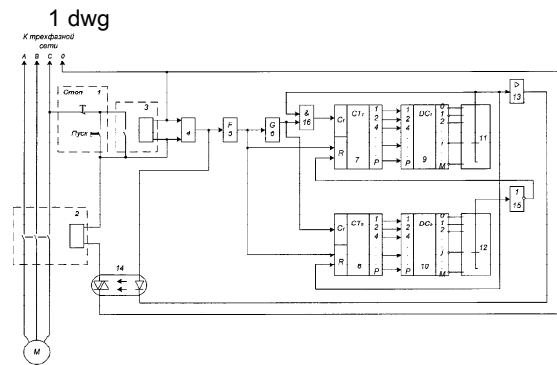 1 dwg
К трехфазной
сети
A B C 0
Стоп 1
Пуск
3
4
F
5
G
6
&
16
CT1
1
2
4
P
Cт
R
7
DC1
0
1
2
i
M
9
11
▷
13
1
15
2
14
CT2
1
2
4
P
Cт
R
8
DC2
0
1
2
j
M
10
12
M